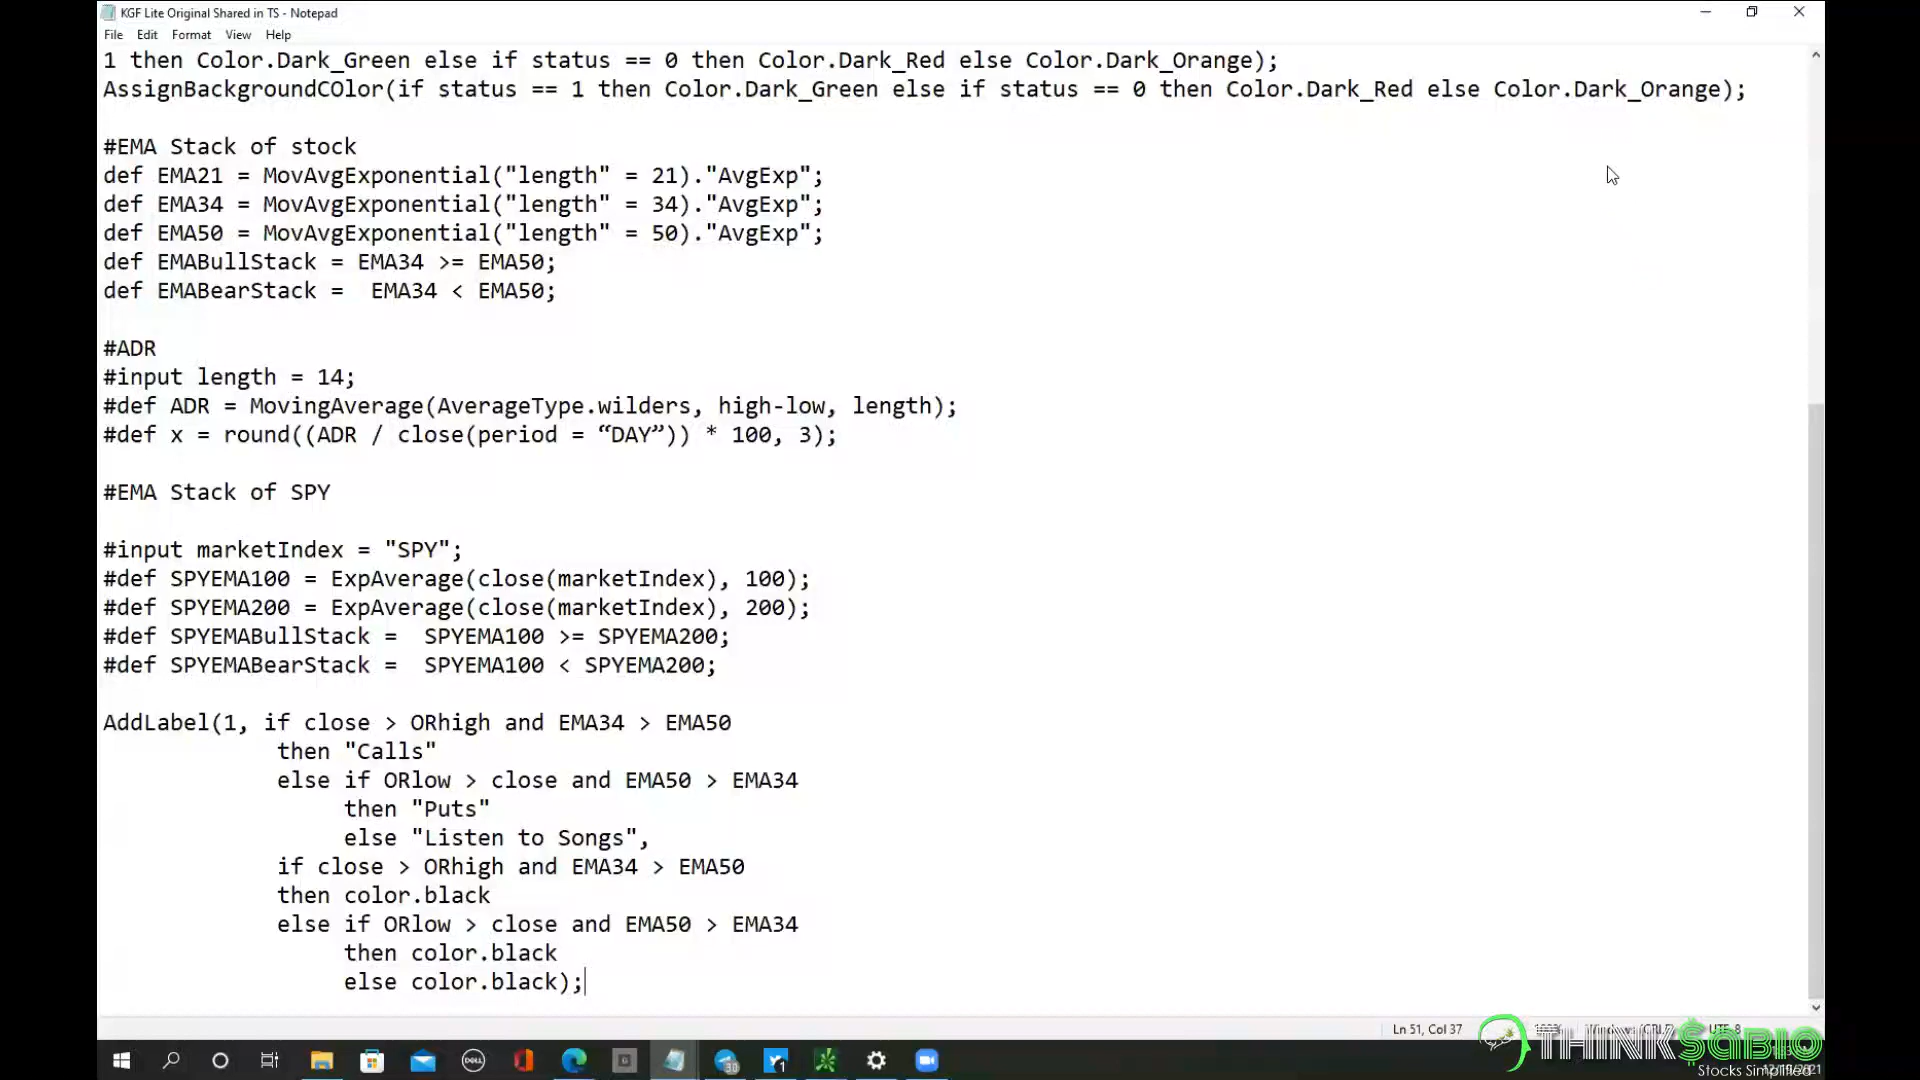 KGF Lite Original Shared in TS - Notepad
File Edit Format View Help
1 then Color.Dark_Green else if status == 0 then Color.Dark_Red else Color.Dark_Orange);
AssignBackgroundCOlor(if status == 1 then Color.Dark_Green else if status == 0 then Color.Dark_Red else Color.Dark_Orange);
#EMA Stack of stock
def EMA21 = MovAvgExponential("length" = 21)."AvgExp";
def EMA34 = MovAvgExponential("length" = 34)."AvgExp";
def EMA50 = MovAvgExponential("length" = 50)."AvgExp";
def EMABullStack = EMA34 >= EMA50;
def EMABearStack =  EMA34 < EMA50;
#ADR
#input length = 14;
#def ADR = MovingAverage(AverageType.wilders, high-low, length);
#def x = round((ADR / close(period = “DAY”)) * 100, 3);
#EMA Stack of SPY
#input marketIndex = "SPY";
#def SPYEMA100 = ExpAverage(close(marketIndex), 100);
#def SPYEMA200 = ExpAverage(close(marketIndex), 200);
#def SPYEMABullStack =  SPYEMA100 >= SPYEMA200;
#def SPYEMABearStack =  SPYEMA100 < SPYEMA200;
AddLabel(1, if close > ORhigh and EMA34 > EMA50
then "Calls"
else if ORlow > close and EMA50 > EMA34
then "Puts"
else "Listen to Songs",
if close > ORhigh and EMA34 > EMA50
then color.black
else if ORlow > close and EMA50 > EMA34
then color.black
else color.black);
Ln 51, Col 37
UTF-8
THINKSABIO
Stocks Simplified
DELL
30
1